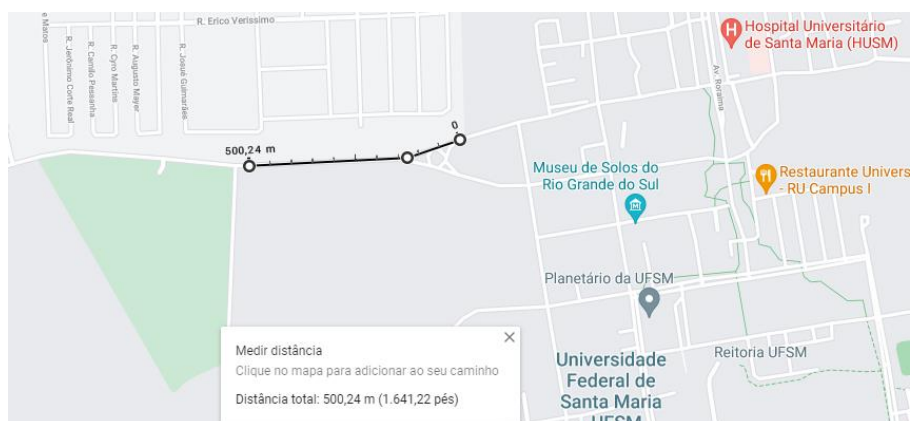 R. Erico Verissimo
e Matos
R. Jerônimo Corte Real
R. Camilo Pessanha
R. Cyro Martins
R. Augusto Mayer
R. Josué Guimarães
Hospital Universitário
de Santa Maria (HUSM)
Av. Roraima
0
500,24 m
Museu de Solos do
Rio Grande do Sul
Restaurante Univers
- RU Campus I
Planetário da UFSM
Reitoria UFSM
Universidade
Federal de
Santa Maria
UFSM
Medir distância
Clique no mapa para adicionar ao seu caminho
Distância total: 500,24 m (1.641,22 pés)